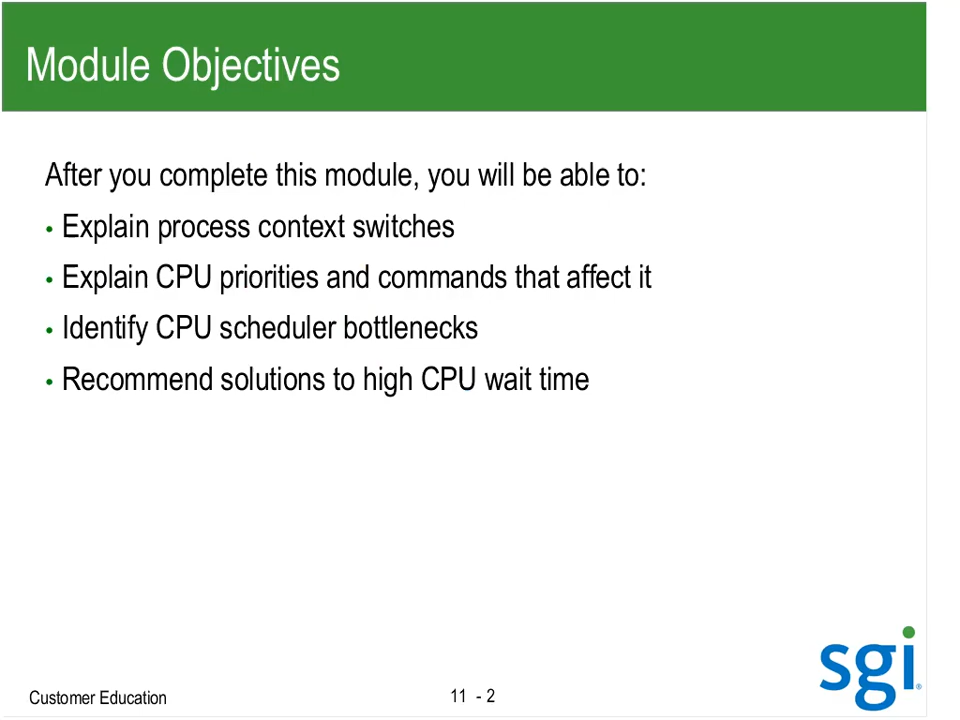 Module Objectives
After you complete this module, you will be able to:
• Explain process context switches
• Explain CPU priorities and commands that affect it
• Identify CPU scheduler bottlenecks
• Recommend solutions to high CPU wait time
Customer Education
11 - 2
sgi®